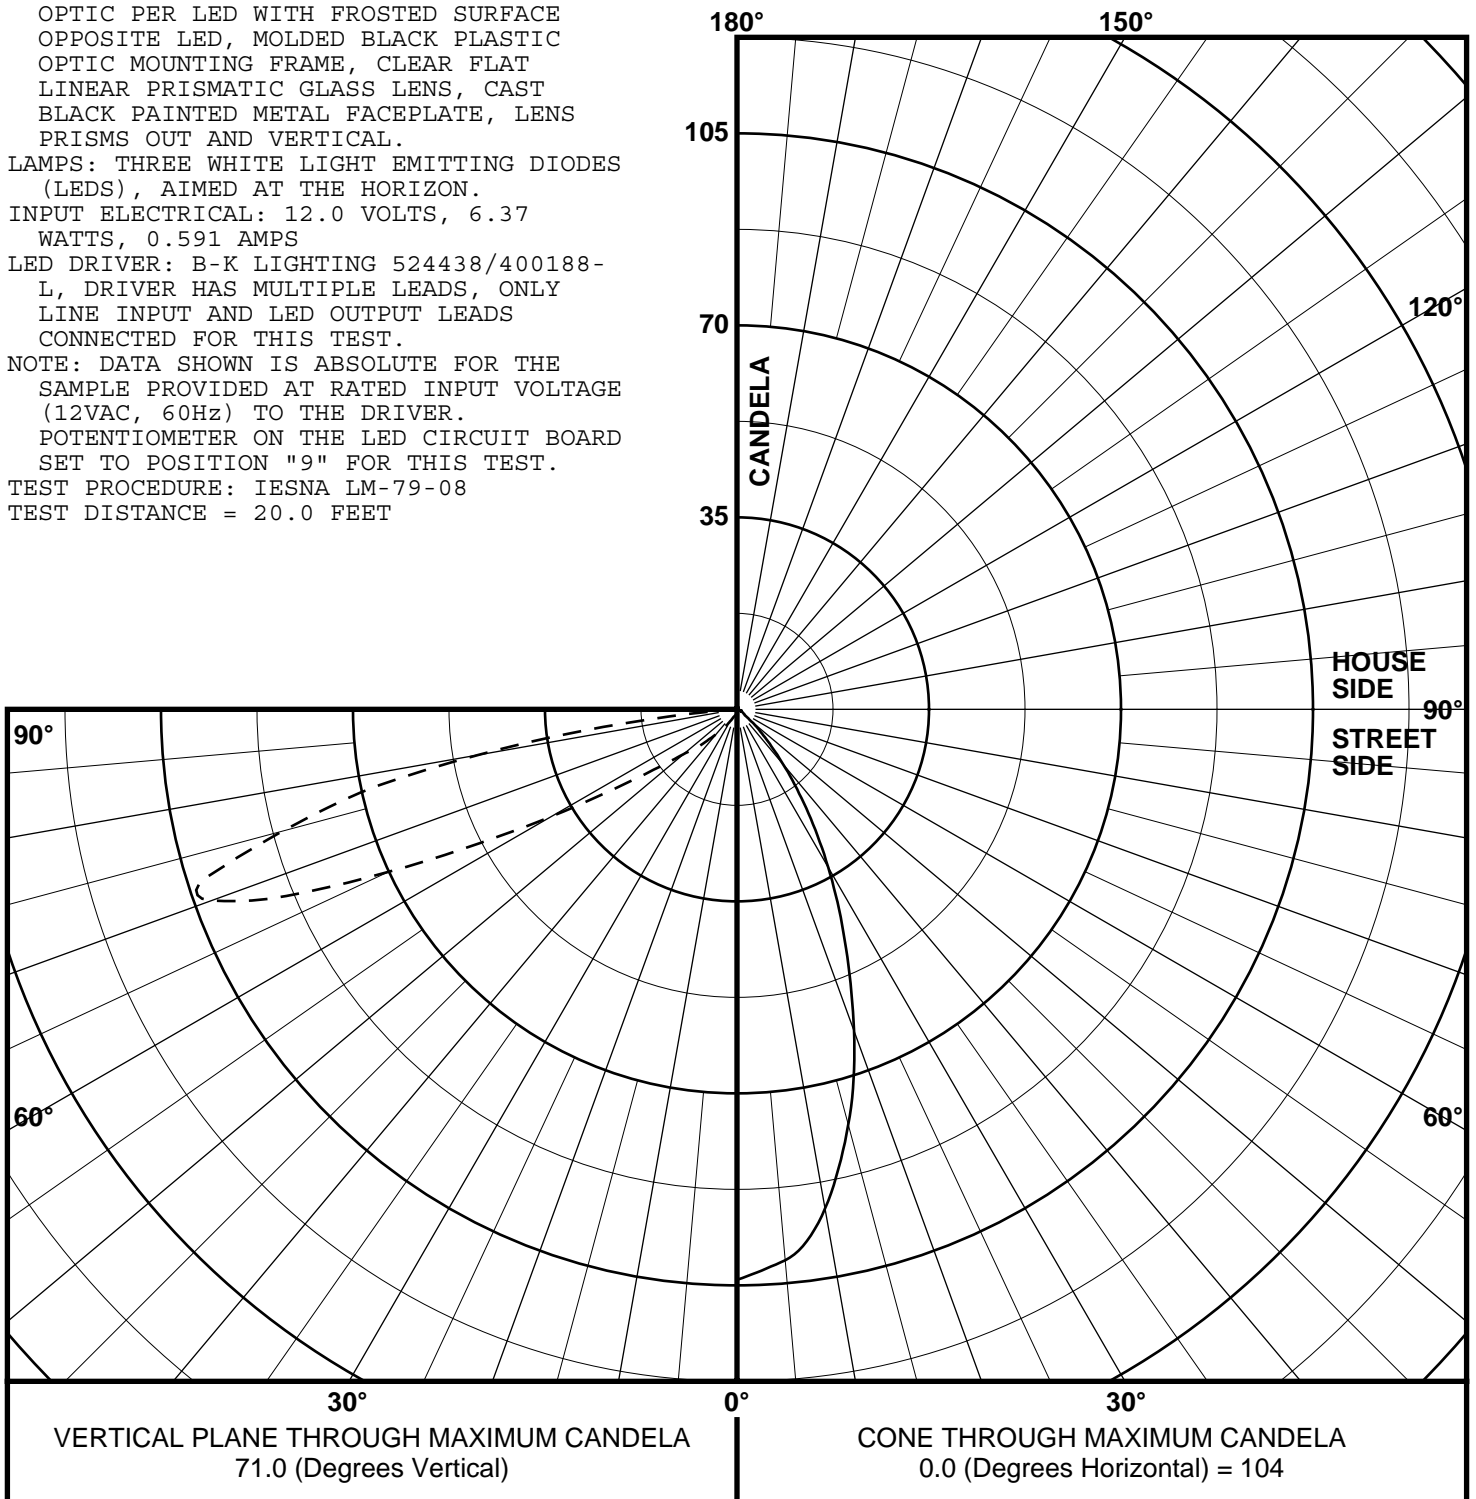 OPTIC PER LED WITH FROSTED SURFACE
OPPOSITE LED, MOLDED BLACK PLASTIC
OPTIC MOUNTING FRAME, CLEAR FLAT
LINEAR PRISMATIC GLASS LENS, CAST
BLACK PAINTED METAL FACEPLATE, LENS
PRISMS OUT AND VERTICAL.
LAMPS: THREE WHITE LIGHT EMITTING DIODES
(LEDS), AIMED AT THE HORIZON.
INPUT ELECTRICAL: 12.0 VOLTS, 6.37
WATTS, 0.591 AMPS
LED DRIVER: B-K LIGHTING 524438/400188-
L, DRIVER HAS MULTIPLE LEADS, ONLY
LINE INPUT AND LED OUTPUT LEADS
CONNECTED FOR THIS TEST.
NOTE: DATA SHOWN IS ABSOLUTE FOR THE
SAMPLE PROVIDED AT RATED INPUT VOLTAGE
(12VAC, 60Hz) TO THE DRIVER.
POTENTIOMETER ON THE LED CIRCUIT BOARD
SET TO POSITION "9" FOR THIS TEST.
TEST PROCEDURE: IESNA LM-79-08
TEST DISTANCE = 20.0 FEET
180°
150°
105
120°
70
CANDELA
35
HOUSE
SIDE
90°
90°
STREET
SIDE
60°
60°
30°
0°
30°
VERTICAL PLANE THROUGH MAXIMUM CANDELA
71.0 (Degrees Vertical)
CONE THROUGH MAXIMUM CANDELA
0.0 (Degrees Horizontal) = 104